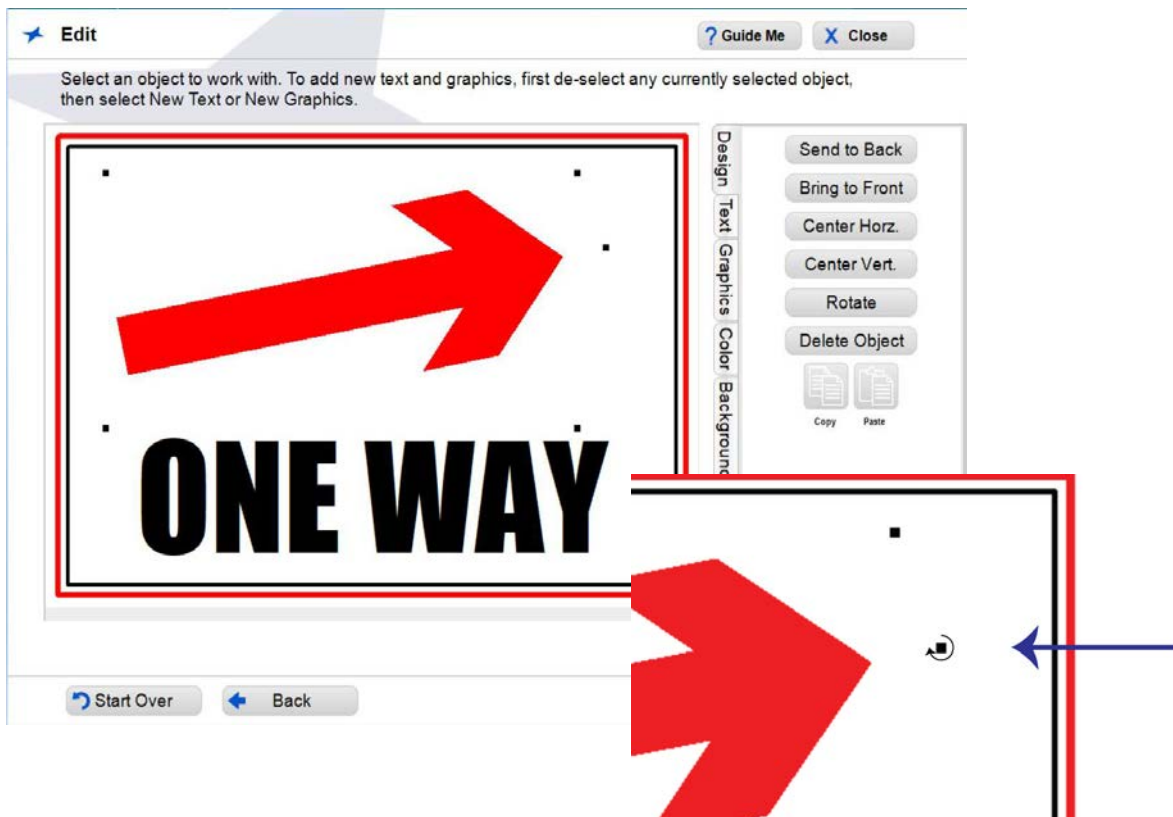 Edit
? Guide Me
X Close
Select an object to work with. To add new text and graphics, first de-select any currently selected object,
then select New Text or New Graphics.
Design
Text
Graphics
Color
Background
Send to Back
Bring to Front
Center Horz.
Center Vert.
Rotate
Delete Object
Copy
Paste
ONE WAY
Start Over
Back